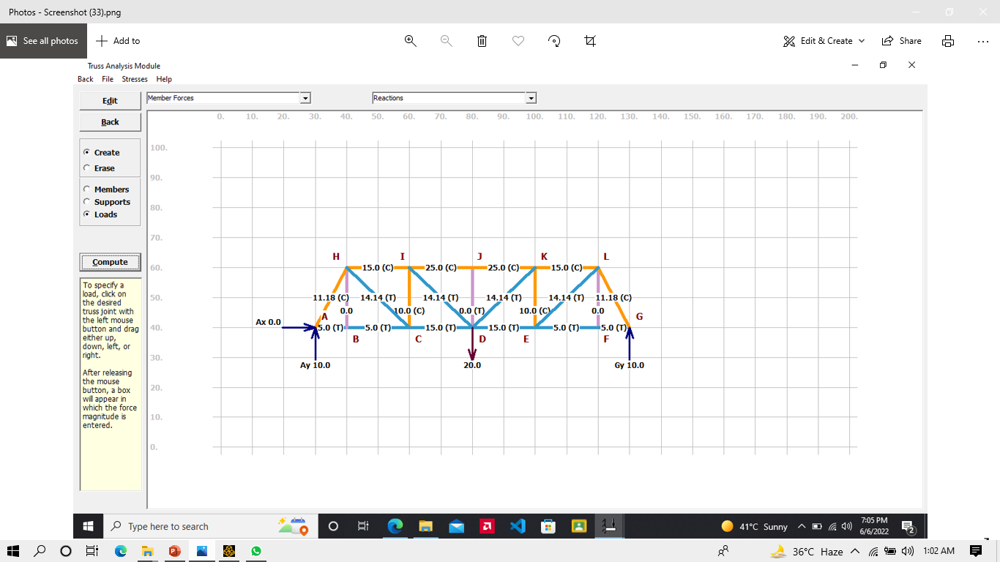 Photos - Screenshot (33).png
See all photos
Add to
Edit & Create
Share
Truss Analysis Module
Back File Stresses Help
Edit
Back
Create
Erase
Members
Supports
Loads
Compute
To specify a
load, click on
the desired
truss joint with
the left mouse
button and drag
either up,
down, left, or
right.
After releasing
the mouse
button, a box
will appear in
which the force
magnitude is
entered.
Member Forces
Reactions
0. 10. 20. 30. 40. 50. 60. 70. 80. 90. 100. 110. 120. 130. 140. 150. 160. 170. 180. 190. 200.
100.
90.
80.
70.
60.
50.
40.
30.
20.
10.
0.
H I J K L
15.0 (C) 25.0 (C) 25.0 (C) 15.0 (C)
11.18 (C) 14.14 (T) 14.14 (T) 14.14 (T) 14.14 (T) 11.18 (C)
0.0 10.0 (C) 0.0 (T) 10.0 (C) 0.0
A G
Ax 0.0
5.0 (T) 5.0 (T) 15.0 (T) 15.0 (T) 5.0 (T) 5.0 (T)
B C D E F
Ay 10.0 20.0 Gy 10.0
Type here to search
41°C Sunny
7:05 PM
6/6/2022
2
36°C Haze
1:02 AM